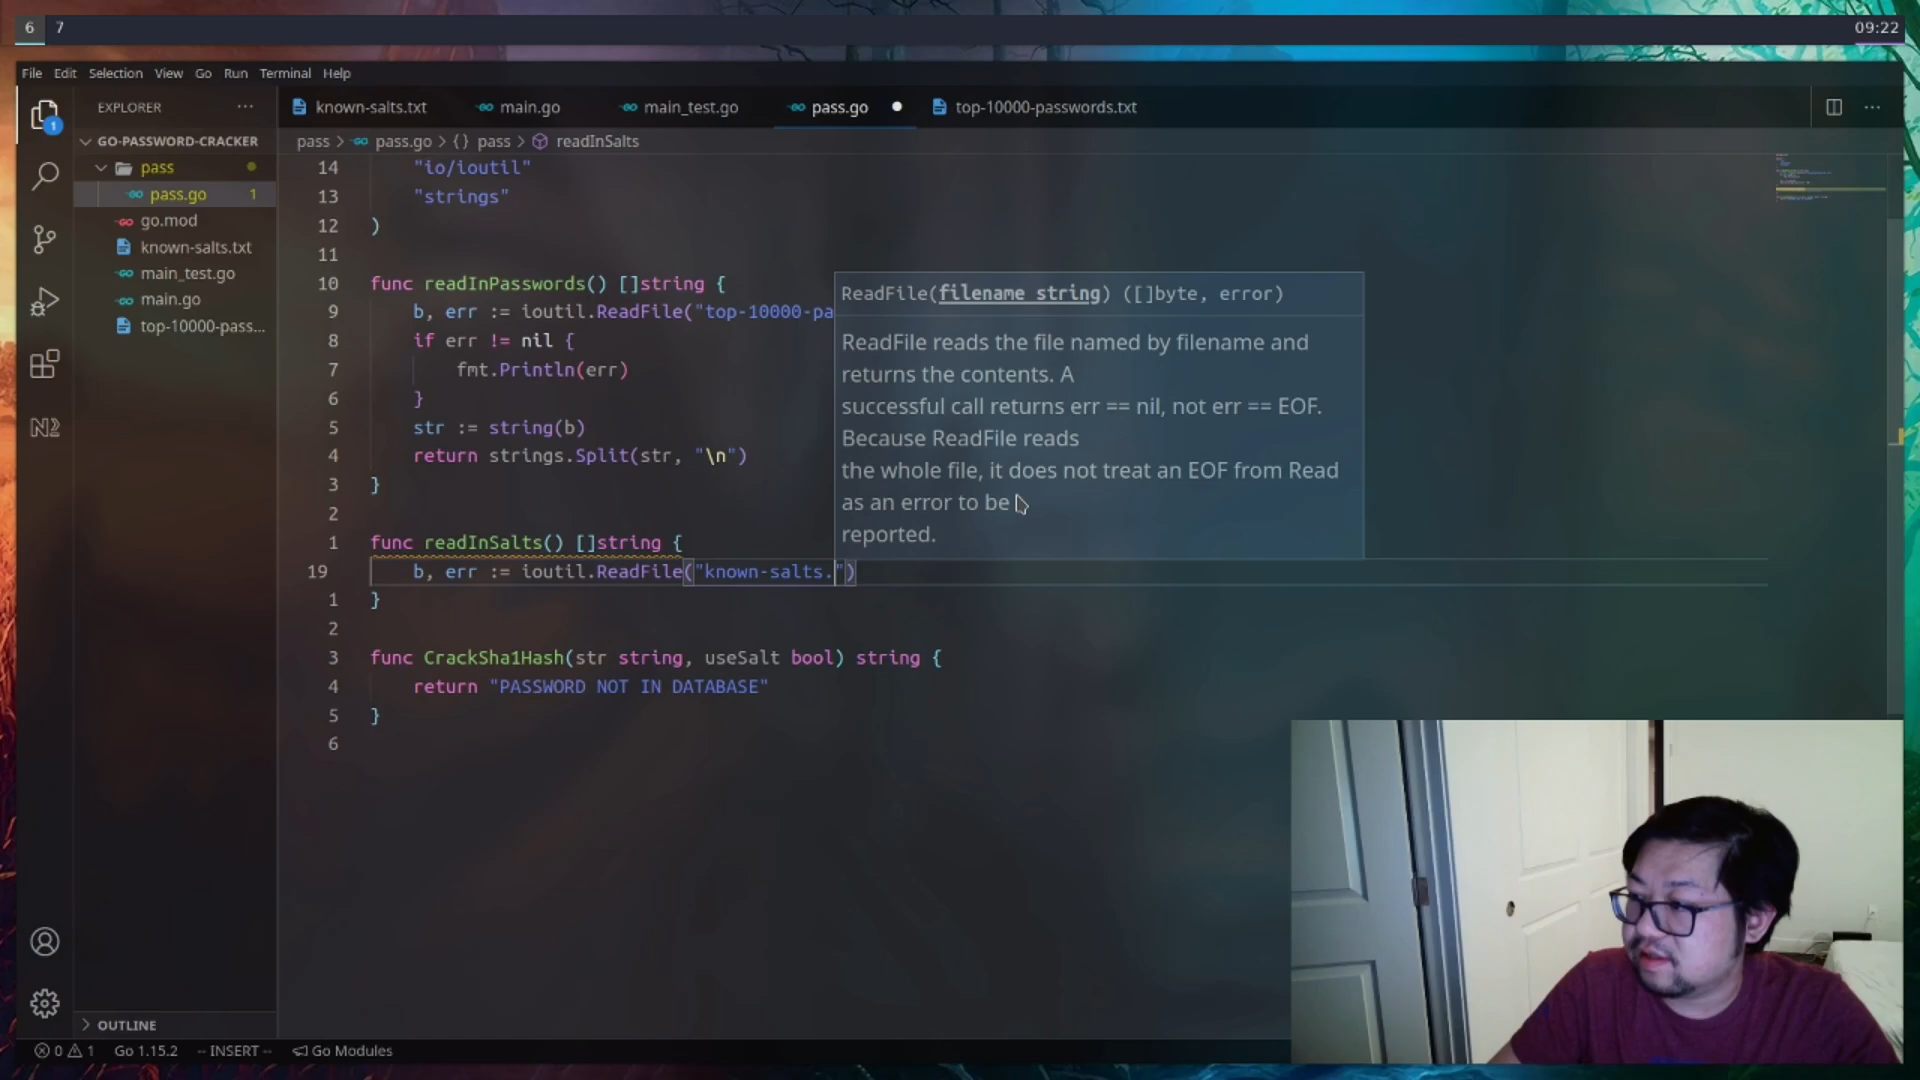 6 7 09:22
File Edit Selection View Go Run Terminal Help
EXPLORER ···
GO-PASSWORD-CRACKER
pass
pass.go 1
go.mod
known-salts.txt
main_test.go
main.go
top-10000-pass...
1
OUTLINE
known-salts.txt main.go main_test.go pass.go top-10000-passwords.txt
pass > pass.go > {} pass > readInSalts
14 "io/ioutil"
13 "strings"
12 )
11
10 func readInPasswords() []string {
9 b, err := ioutil.ReadFile("top-10000-pa
8 if err != nil {
7 fmt.Println(err)
6 }
5 str := string(b)
4 return strings.Split(str, "\n")
3 }
2
1 func readInSalts() []string {
19 b, err := ioutil.ReadFile("known-salts.")
1 }
2
3 func CrackSha1Hash(str string, useSalt bool) string {
4 return "PASSWORD NOT IN DATABASE"
5 }
6
ReadFile(filename string) ([]byte, error)
ReadFile reads the file named by filename and
returns the contents. A
successful call returns err == nil, not err == EOF.
Because ReadFile reads
the whole file, it does not treat an EOF from Read
as an error to be
reported.
0 1 Go 1.15.2 -- INSERT -- Go Modules